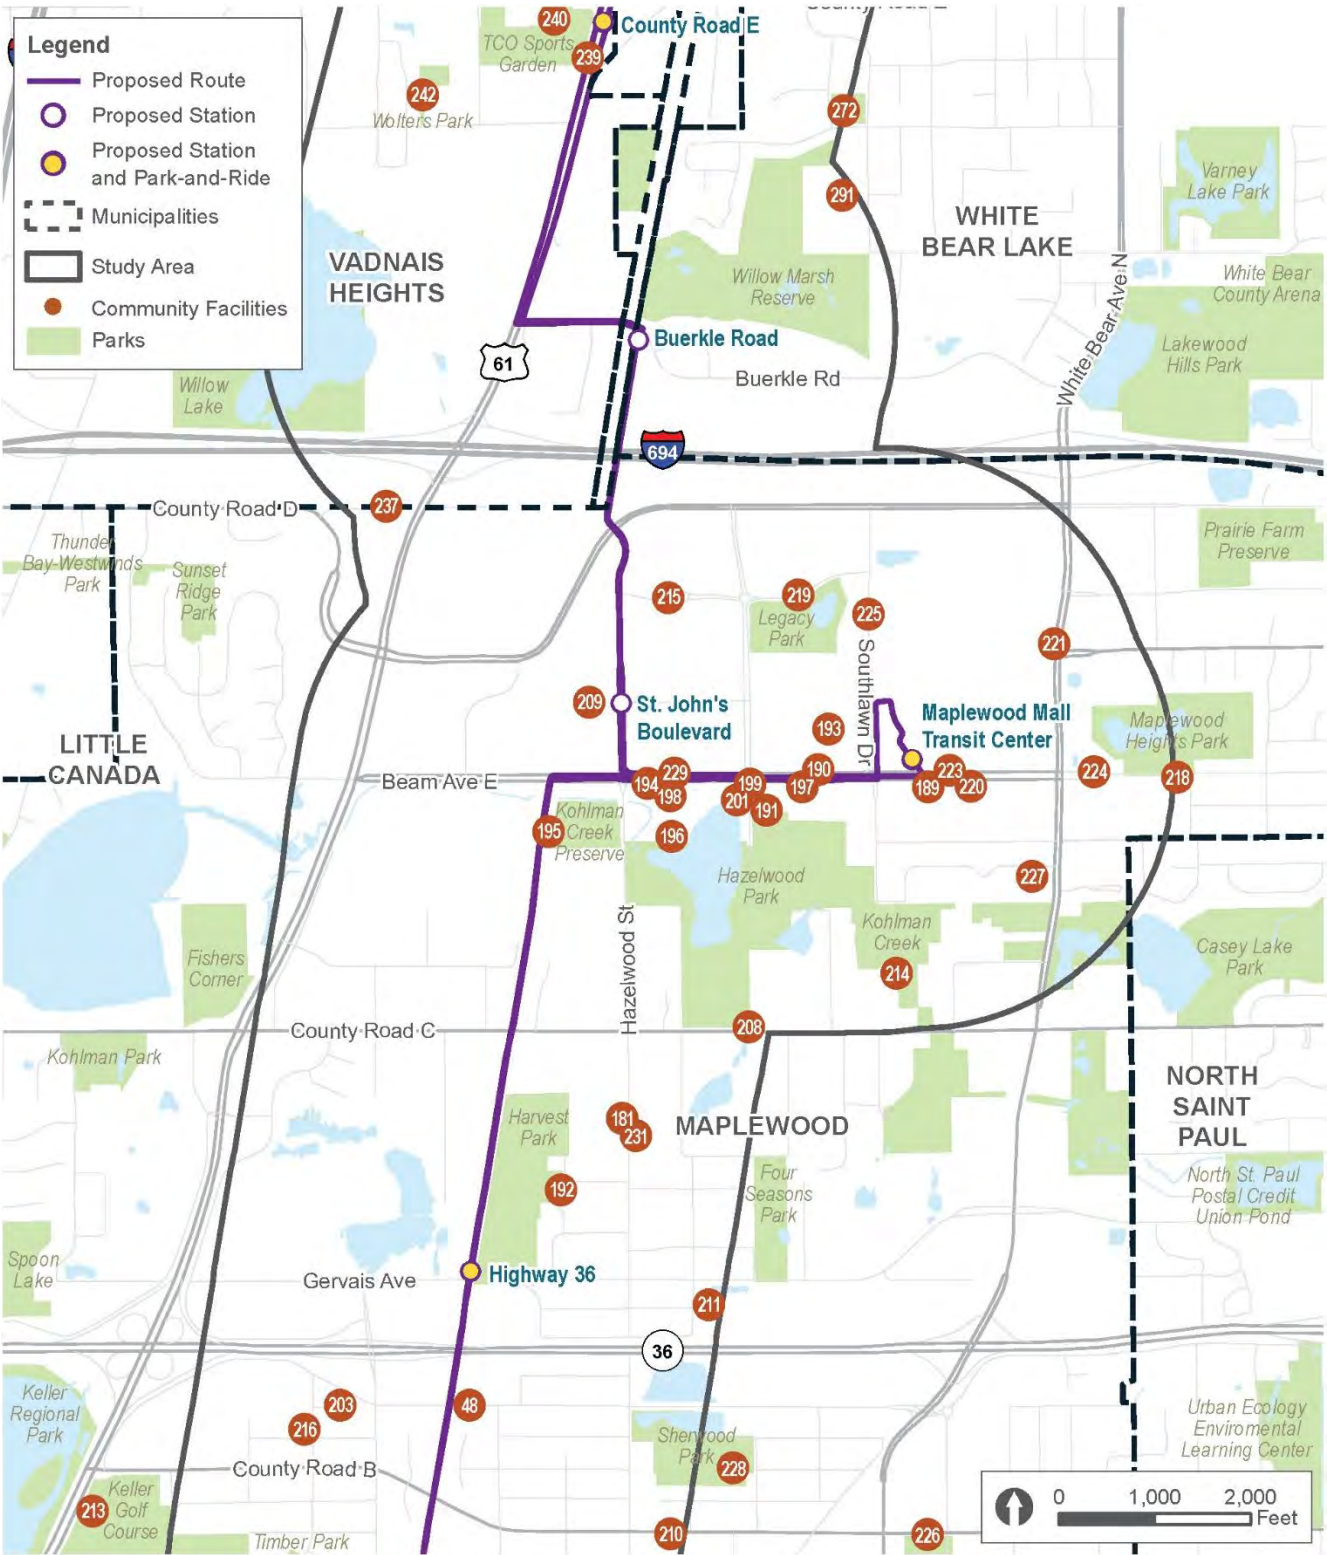 County Road E
240
County Road E
TCO Sports
Garden
239
Legend
Proposed Route
Proposed Station
Proposed Station
and Park-and-Ride
Municipalities
Study Area
Community Facilities
Parks
242
Wolters Park
272
291
Varney
Lake Park
WHITE
BEAR LAKE
VADNAIS
HEIGHTS
Willow Marsh
Reserve
White Bear
County Arena
White Bear Ave N
Buerkle Road
61
Lakewood
Hills Park
Buerkle Rd
Willow
Lake
694
County Road D
237
Thunder
Bay-Westwinds
Park
Sunset
Ridge
Park
Prairie Farm
Preserve
215
219
Legacy
Park
225
221
Southlawn Dr
209
St. John's
Boulevard
193
Maplewood Mall
Transit Center
Maplewood
Heights Park
LITTLE
CANADA
Beam Ave E
194
229
198
199
201
191
190
197
189
223
220
224
218
195
Kohlman
Creek
Preserve
196
Hazelwood
Park
227
Hazelwood St
Kohlman
Creek
214
Fishers
Corner
Casey Lake
Park
County Road C
208
Kohlman Park
NORTH
SAINT
PAUL
Harvest
Park
181
231
MAPLEWOOD
192
Four
Seasons
Park
North St. Paul
Postal Credit
Union Pond
Spoon
Lake
Gervais Ave
Highway 36
211
36
Keller
Regional
Park
203
216
48
Sherwood
Park
228
Urban Ecology
Enviromental
Learning Center
County Road B
213
Keller
Golf
Course
Timber Park
210
226
0 1,000 2,000
Feet